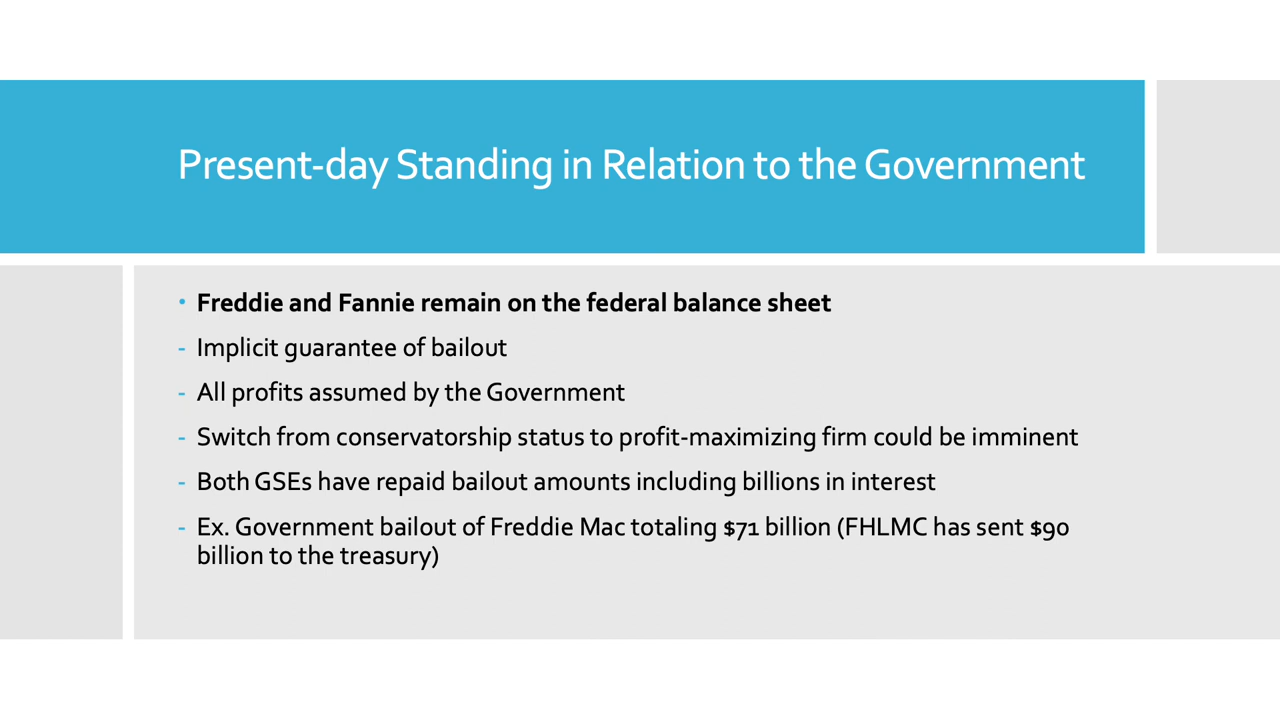 Present-day Standing in Relation to the Government
• Freddie and Fannie remain on the federal balance sheet
- Implicit guarantee of bailout
- All profits assumed by the Government
- Switch from conservatorship status to profit-maximizing firm could be imminent
- Both GSEs have repaid bailout amounts including billions in interest
- Ex. Government bailout of Freddie Mac totaling $71 billion (FHLMC has sent $90
billion to the treasury)